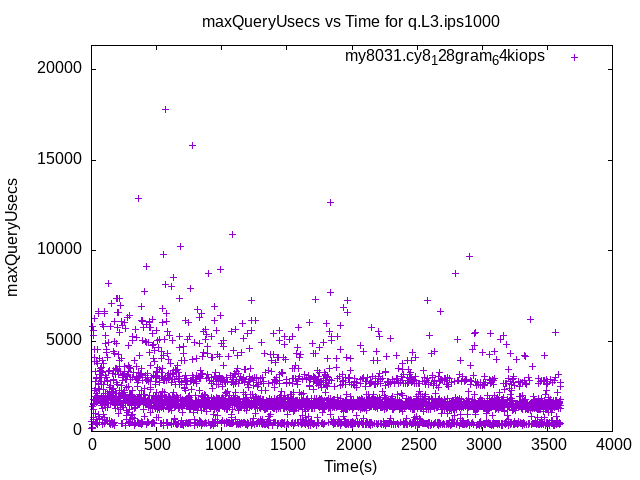 maxQueryUsecs vs Time for q.L3.ips1000
my8031.cy8₁28gram₆4kiops
20000
15000
10000
5000
0
maxQueryUsecs
0 500 1000 1500 2000 2500 3000 3500 4000
Time(s)